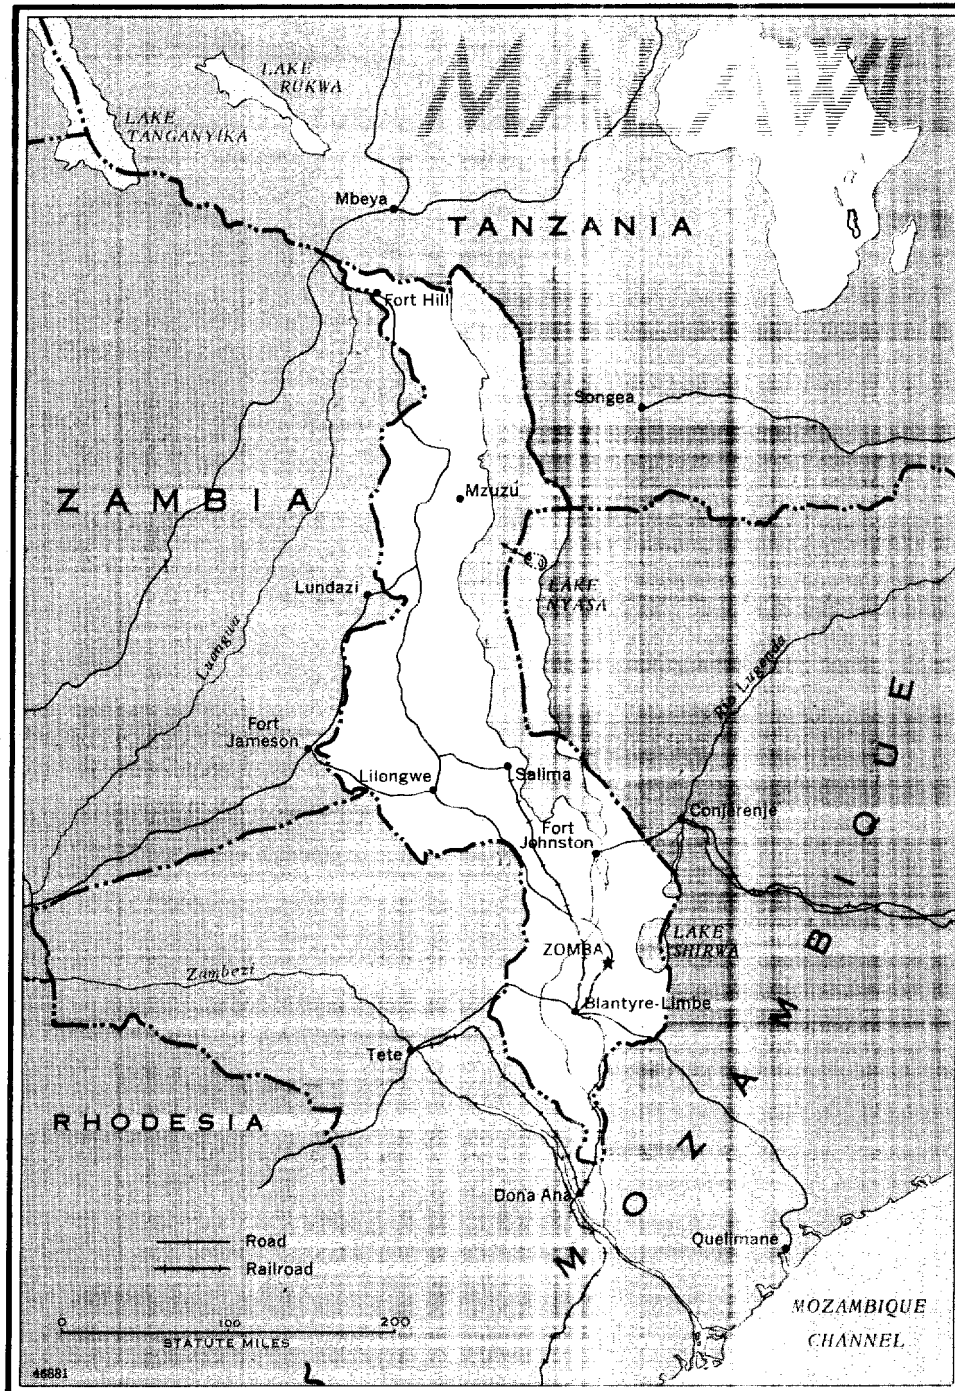 MALAWI
LAKE
TANGANYIKA
LAKE
RUKWA
Mbeya
TANZANIA
Fort Hill
Songea
ZAMBIA
Mzuzu
Lundazi
LAKE
NYASA
Luangwa
Rio Lugenda
Fort
Jameson
Lilongwe
Salima
Fort
Johnston
Conjerenje
MOZAMBIQUE
LAKE
SHIRWA
ZOMBA
Zambezi
Blantyre-Limbe
Tete
RHODESIA
Dona Ana
Quelimane
Road
Railroad
0 100 200
STATUTE MILES
MOZAMBIQUE
CHANNEL
46881